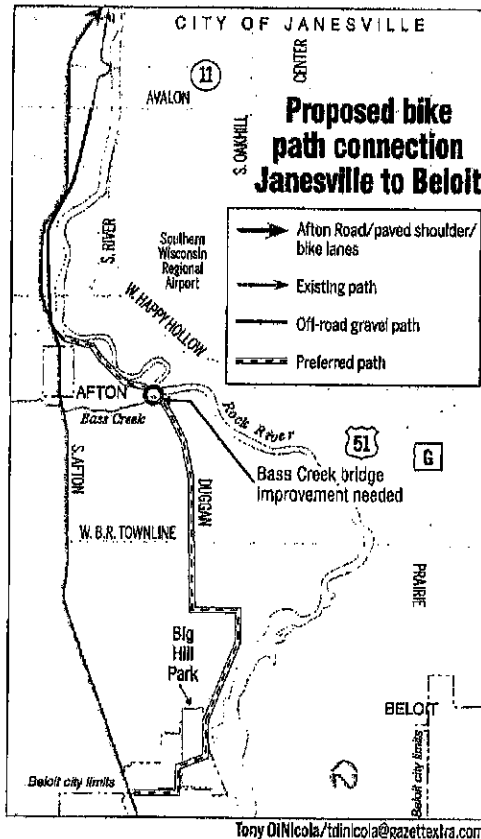 CITY OF JANESVILLE
11
CENTER
AVALON
S. OAKHILL
Proposed bike
path connection
Janesville to Beloit
S. RIVER
Southern
Wisconsin
Regional
Airport
W. HAPPY HOLLOW
Afton Road/paved shoulder/
bike lanes
Existing path
Off-road gravel path
Preferred path
AFTON
Bass Creek
Rock River
51
G
Bass Creek bridge
improvement needed
S. AFTON
DUGGAN
W. B.R. TOWNLINE
PRAIRIE
Big
Hill
Park
BELOIT
Beloit city limits
Beloit city limits
Tony DiNicola/tdinicola@gazettextra.com